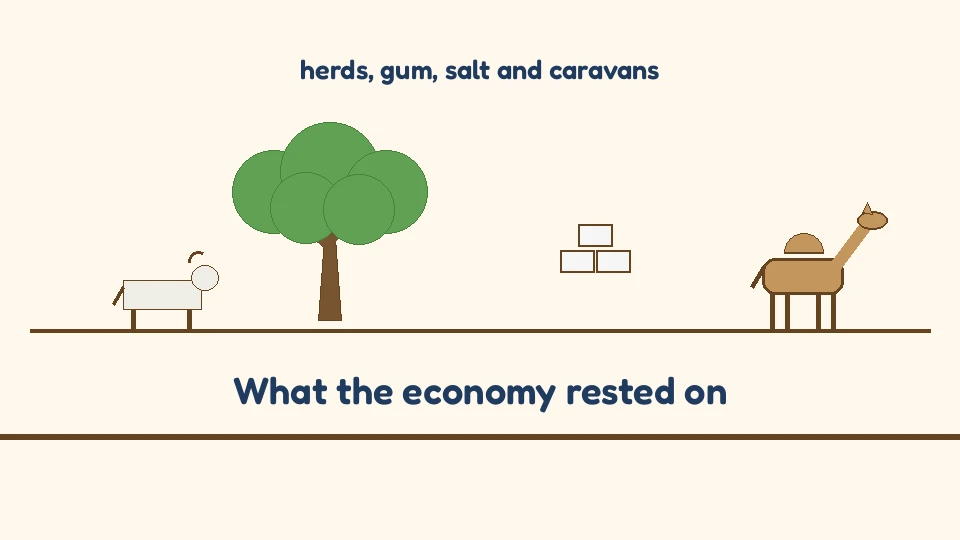 herds, gum, salt and caravans
What the economy rested on